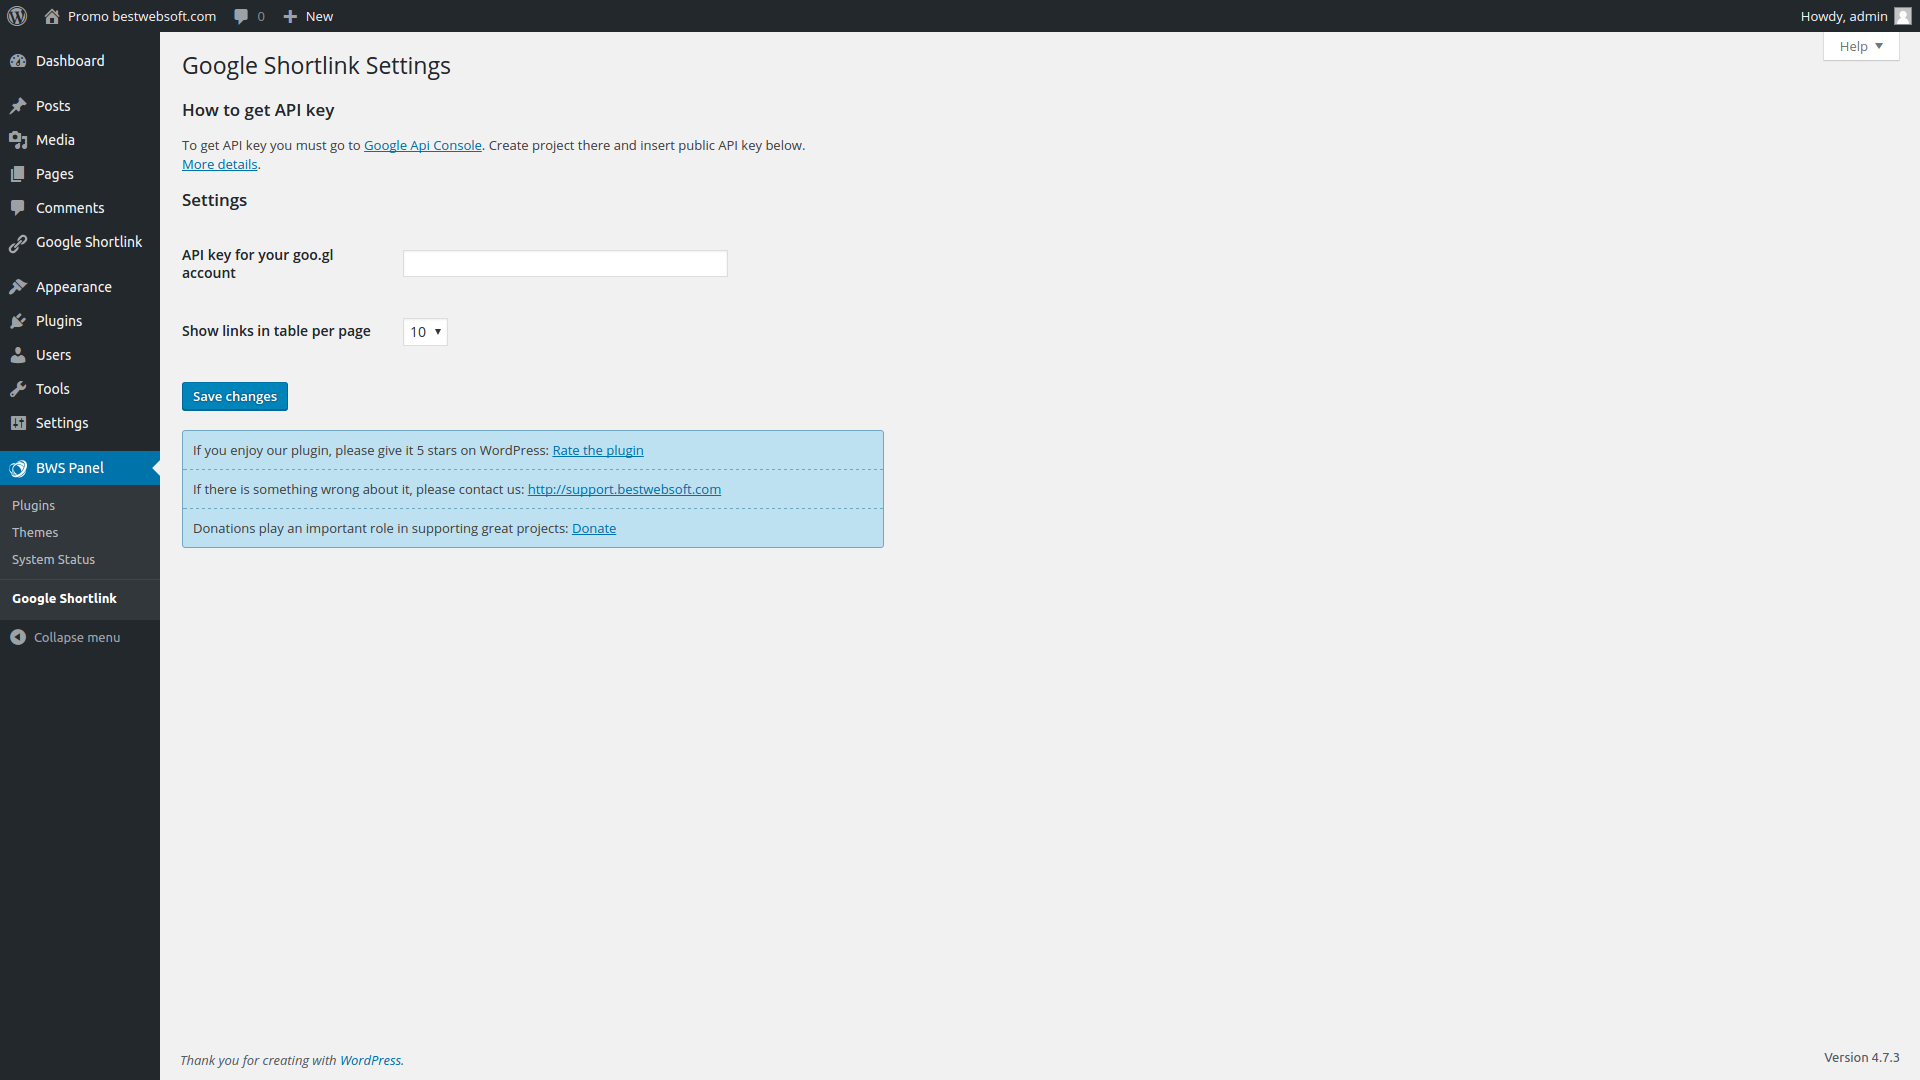 Promo bestwebsoft.com 0 New Howdy, admin
Help ▼
Dashboard
Posts
Media
Pages
Comments
Google Shortlink
Appearance
Plugins
Users
Tools
Settings
BWS Panel
Plugins
Themes
System Status
Google Shortlink
Collapse menu
Google Shortlink Settings
How to get API key
To get API key you must go to Google Api Console. Create project there and insert public API key below.
More details.
Settings
API key for your goo.gl
account
Show links in table per page 10 ▼
Save changes
If you enjoy our plugin, please give it 5 stars on WordPress: Rate the plugin
If there is something wrong about it, please contact us: http://support.bestwebsoft.com
Donations play an important role in supporting great projects: Donate
Thank you for creating with WordPress.
Version 4.7.3